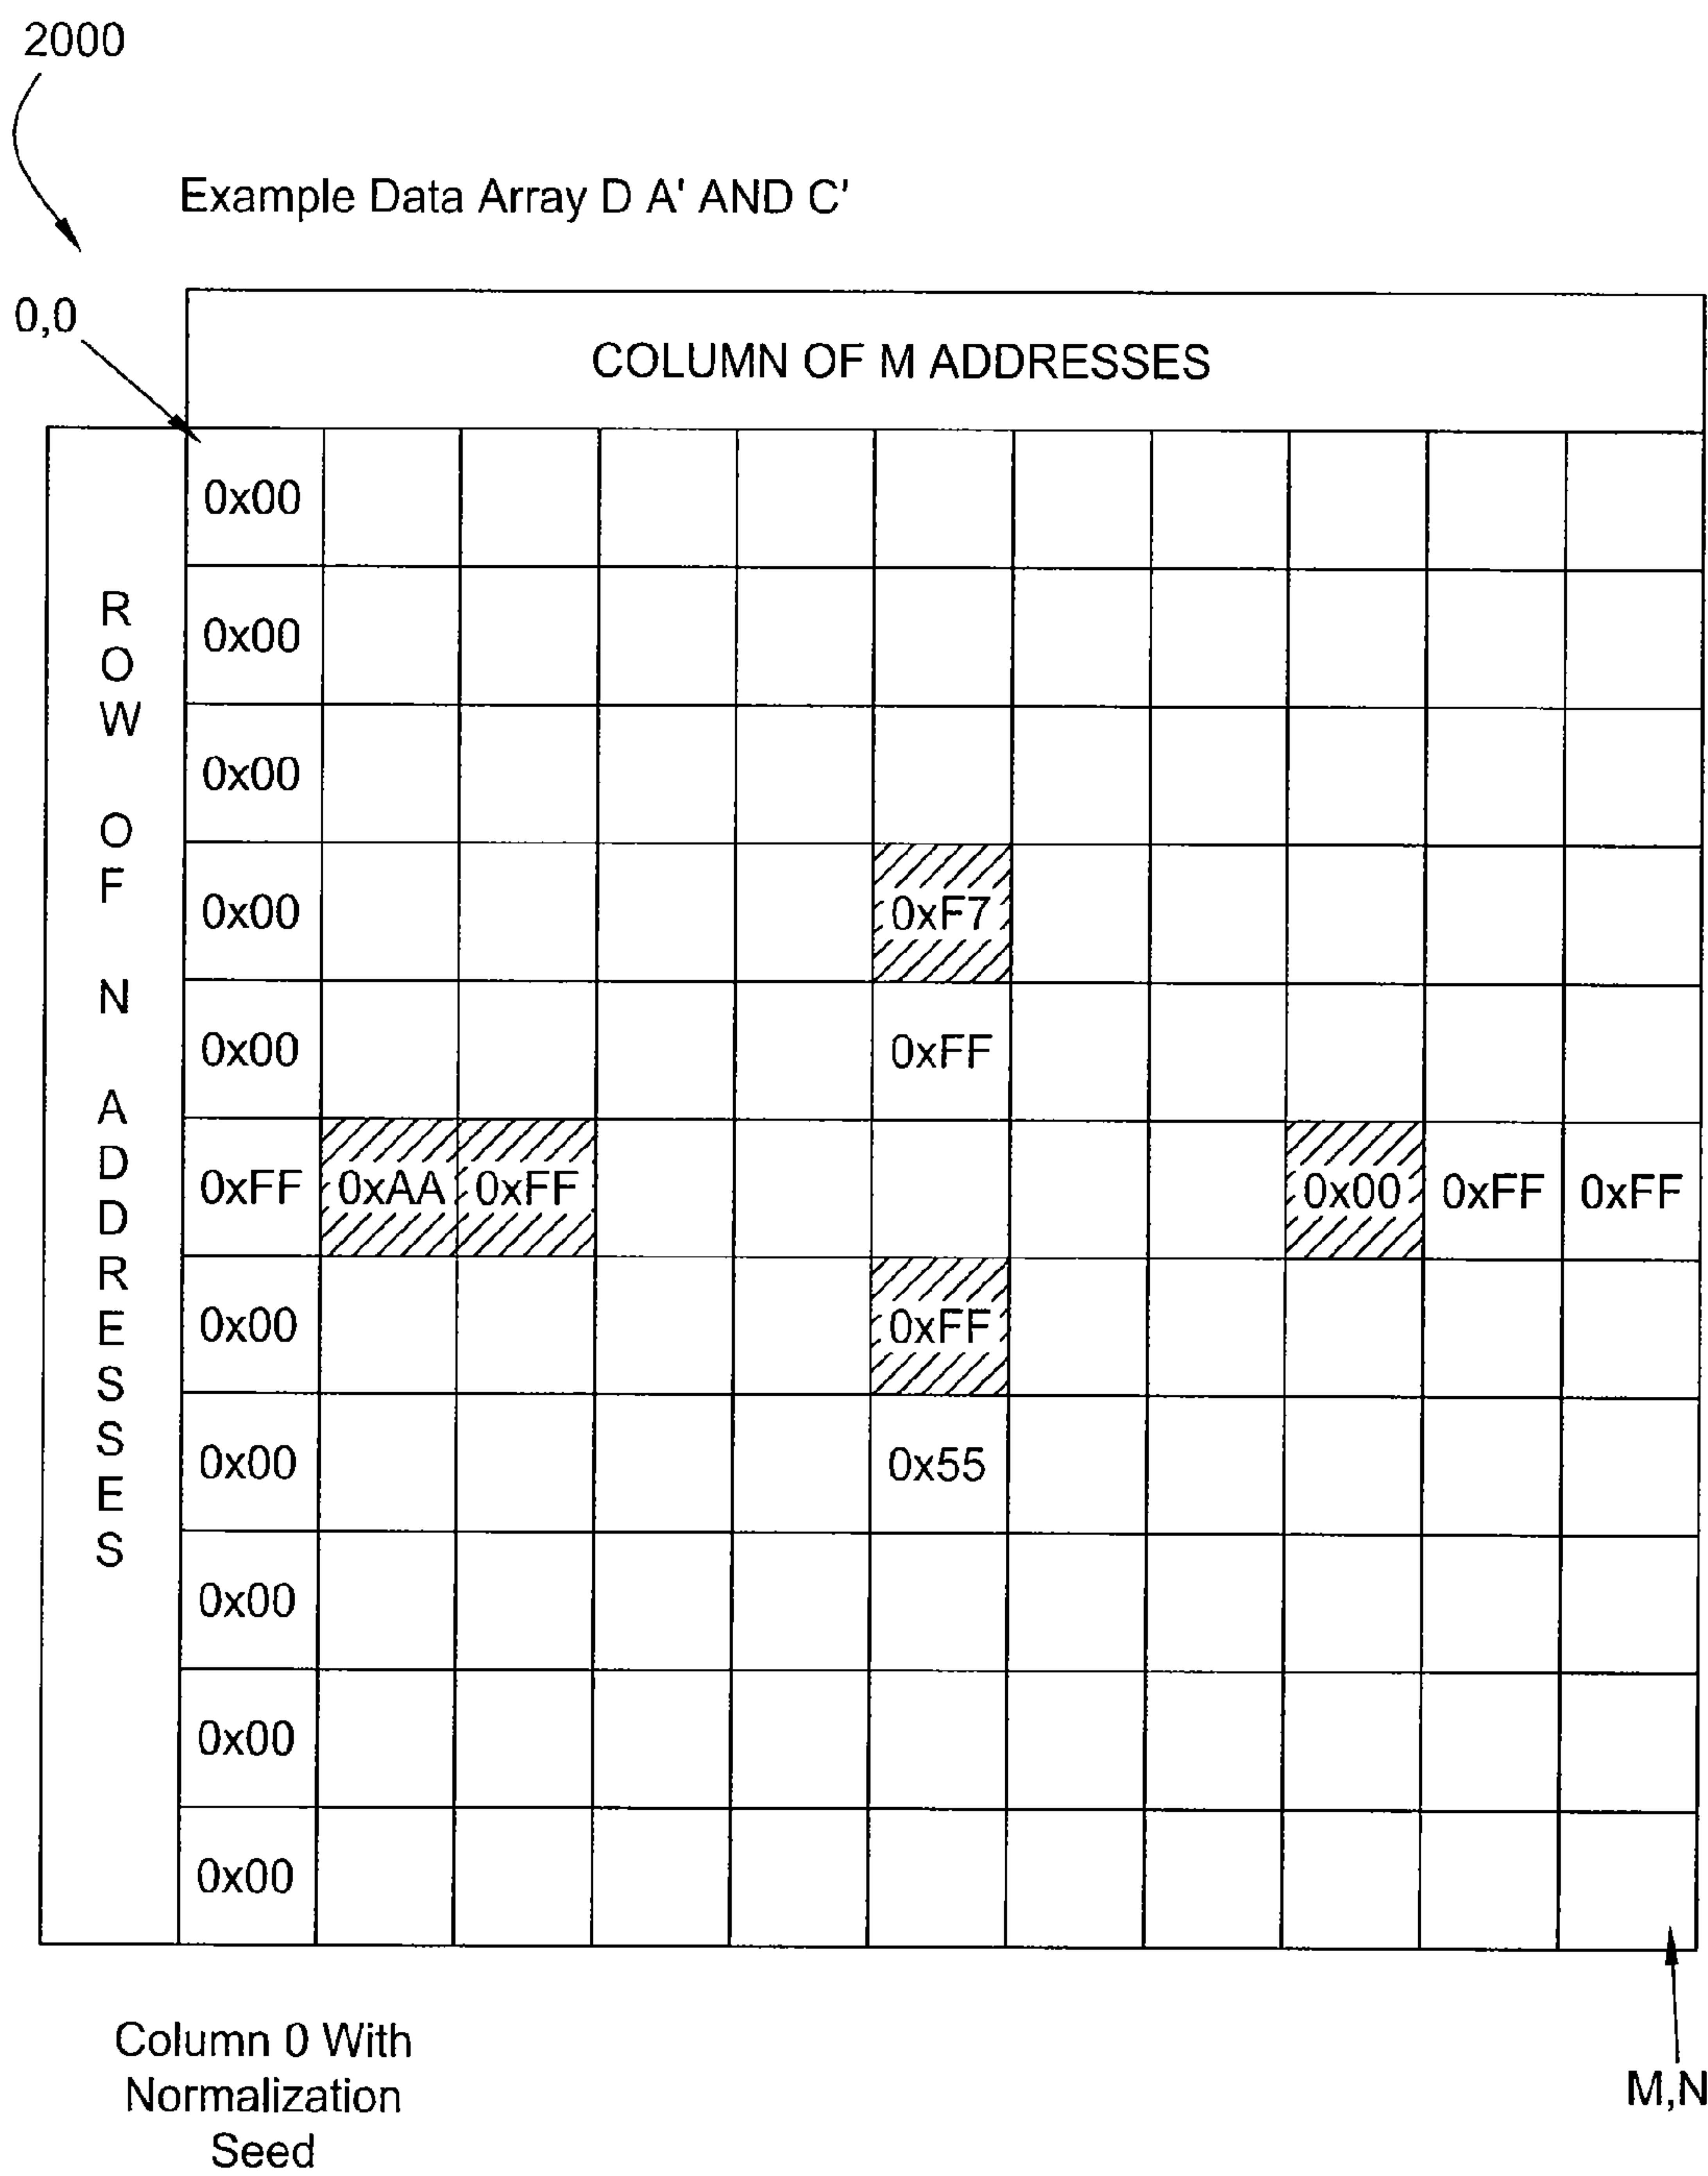 2000
Example Data Array D A' AND C'
0,0
COLUMN OF M ADDRESSES
ROW OF N ADDRESSES
0x00
0x00
0x00
0x00 0xF7
0x00 0xFF
0xFF 0xAA 0xFF 0x00 0xFF 0xFF
0x00 0xFF
0x00 0x55
0x00
0x00
0x00
Column 0 With
Normalization
Seed
M,N